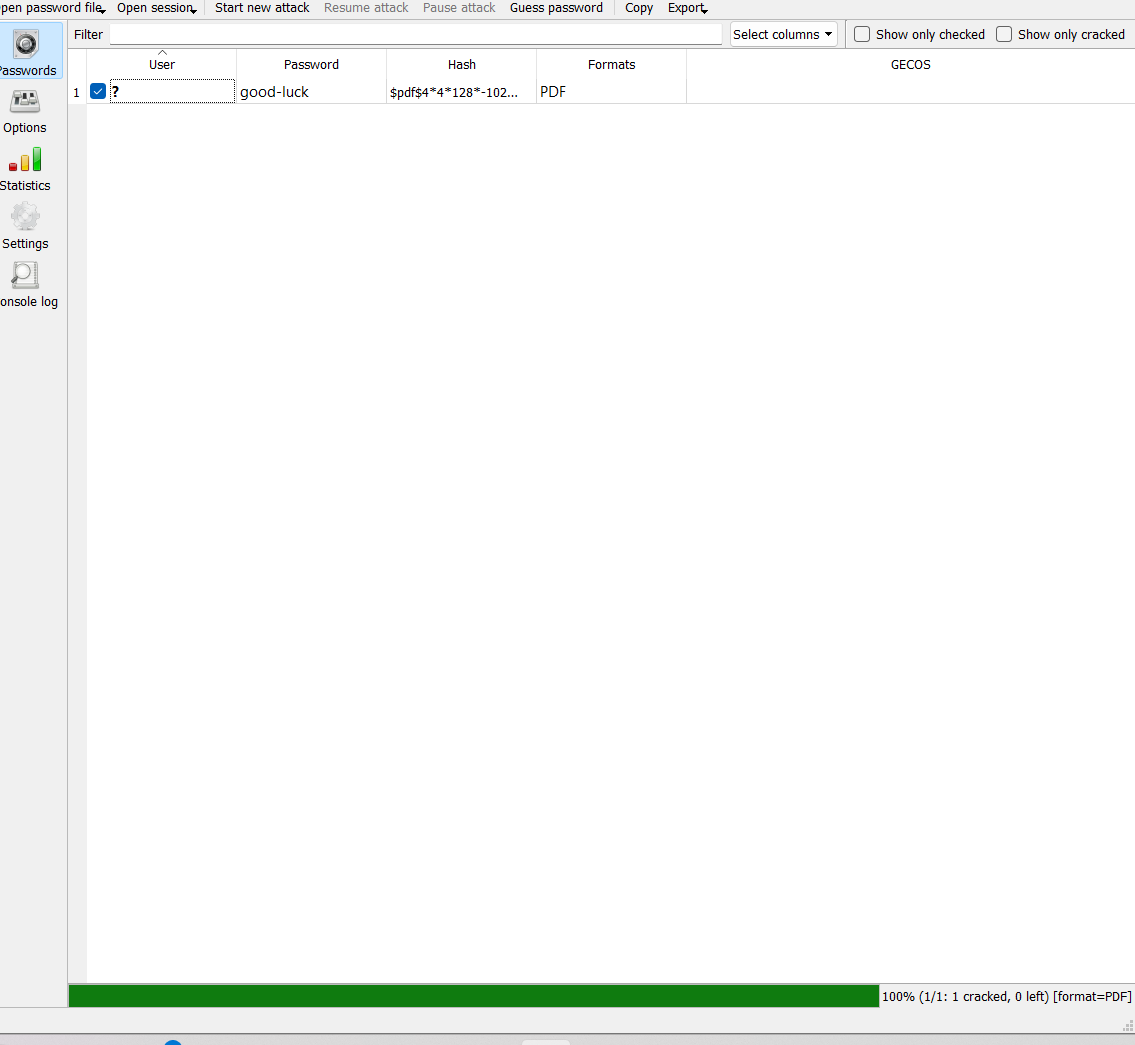 pen password file Open session Start new attack Resume attack Pause attack Guess password Copy Export
Filter Select columns Show only checked Show only cracked
Passwords
Options
Statistics
Settings
onsole log
User Password Hash Formats GECOS
1 ? good-luck $pdf$4*4*128*-102... PDF
100% (1/1: 1 cracked, 0 left) [format=PDF]